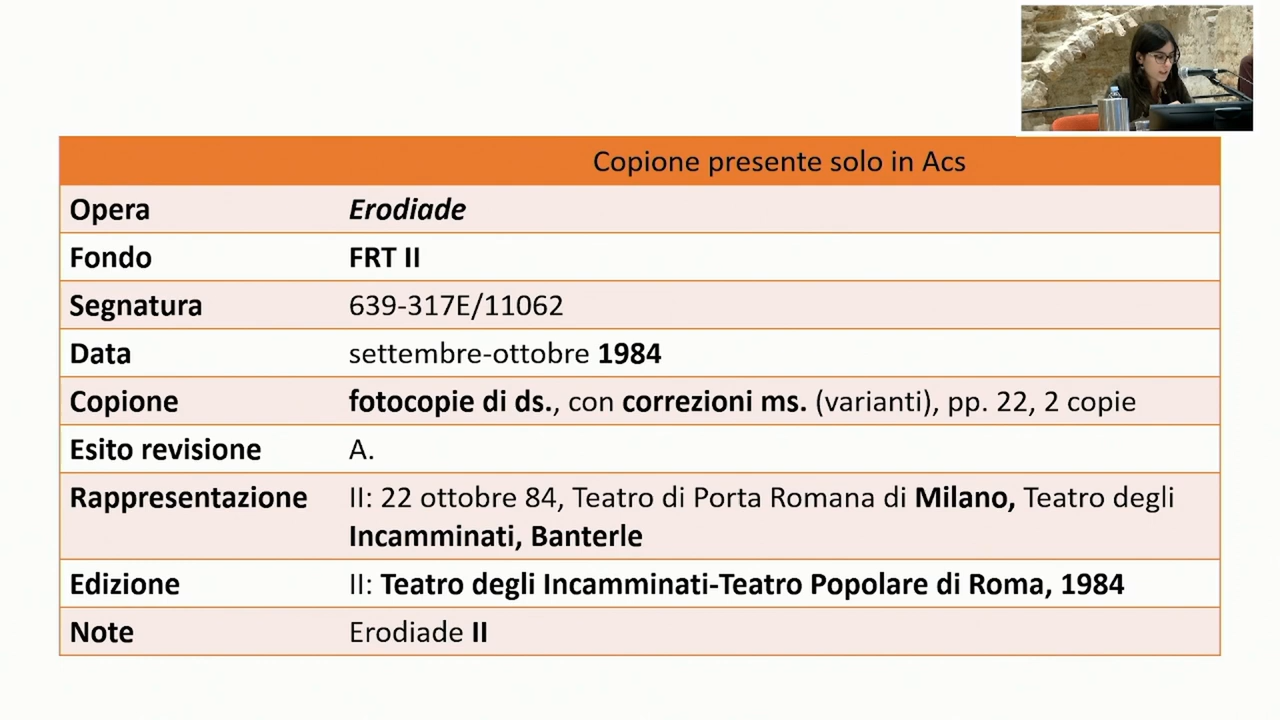 Copione presente solo in Acs
Opera Erodiade
Fondo FRT II
Segnatura 639-317E/11062
Data settembre-ottobre 1984
Copione fotocopie di ds., con correzioni ms. (varianti), pp. 22, 2 copie
Esito revisione A.
Rappresentazione II: 22 ottobre 84, Teatro di Porta Romana di Milano, Teatro degli
Incamminati, Banterle
Edizione II: Teatro degli Incamminati-Teatro Popolare di Roma, 1984
Note Erodiade II